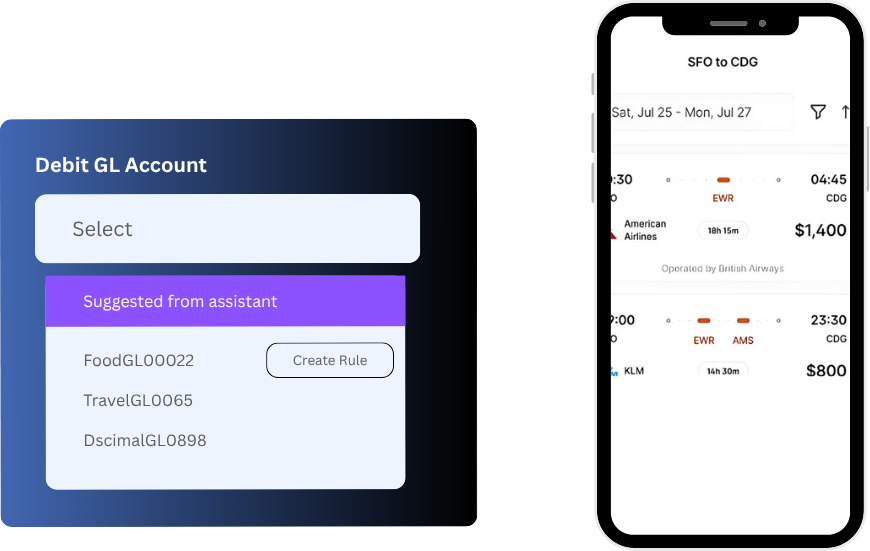 Debit GL Account
Select
Suggested from assistant
FoodGL00022 Create Rule
TravelGL0065
DscimalGL0898
SFO to CDG
Sat, Jul 25 - Mon, Jul 27
:30 04:45
O EWR CDG
American
Airlines 18h 15m $1,400
Operated by British Airways
:00 23:30
O EWR AMS CDG
KLM 14h 30m $800